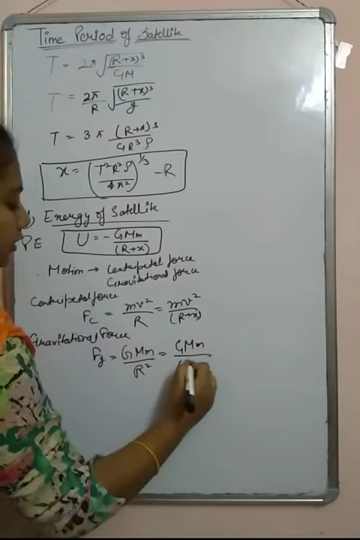 Time Period of Satellite
T = 2π √(R+x)³/GM
T = 2π/R √(R+x)³/g
T = 3π (R+x)³/GR³ρ
x = (T²R²g/4π²)^1/3 - R
Energy of Satellite
PE U = - GMm/(R+x)
Motion → Centripetal force
Gravitational force
Centripetal force
Fc = mv²/R = mv²/(R+x)
Gravitational Force
Fg = GMm/R² = GMm/(